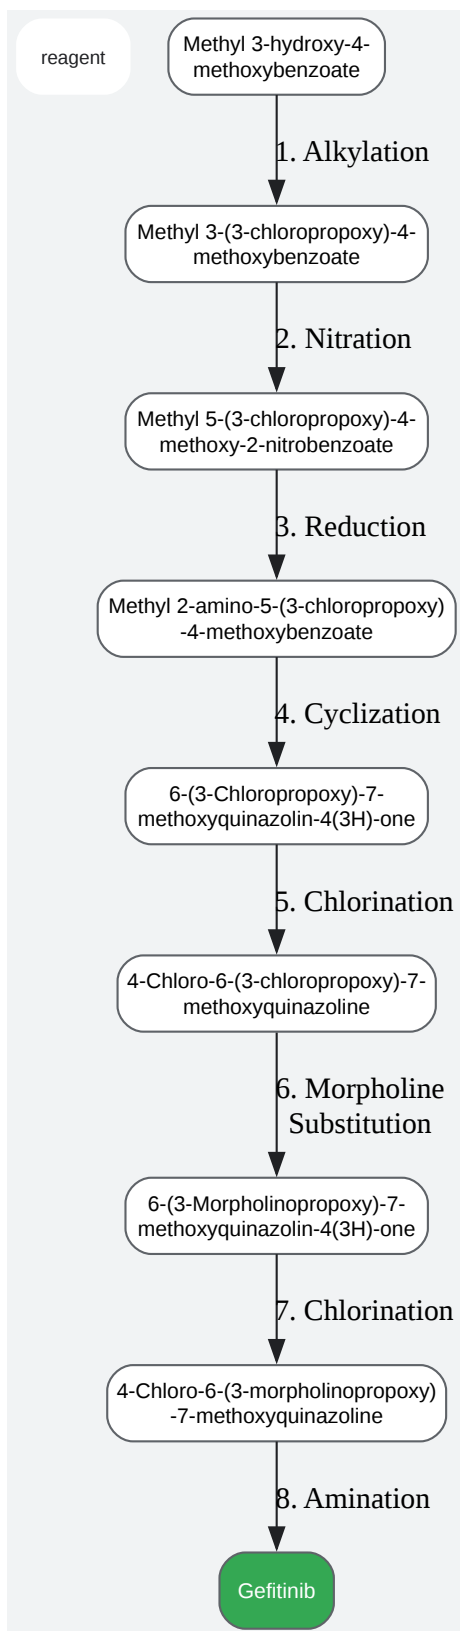 reagent
Methyl 3-hydroxy-4-
methoxybenzoate
1. Alkylation
Methyl 3-(3-chloropropoxy)-4-
methoxybenzoate
2. Nitration
Methyl 5-(3-chloropropoxy)-4-
methoxy-2-nitrobenzoate
3. Reduction
Methyl 2-amino-5-(3-chloropropoxy)
-4-methoxybenzoate
4. Cyclization
6-(3-Chloropropoxy)-7-
methoxyquinazolin-4(3H)-one
5. Chlorination
4-Chloro-6-(3-chloropropoxy)-7-
methoxyquinazoline
6. Morpholine
Substitution
6-(3-Morpholinopropoxy)-7-
methoxyquinazolin-4(3H)-one
7. Chlorination
4-Chloro-6-(3-morpholinopropoxy)
-7-methoxyquinazoline
8. Amination
Gefitinib